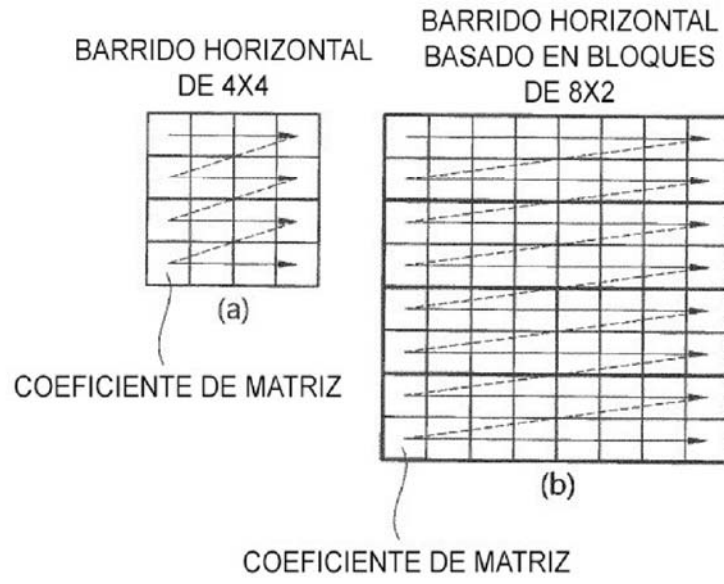 BARRIDO HORIZONTAL
DE 4X4
(a)
COEFICIENTE DE MATRIZ
BARRIDO HORIZONTAL
BASADO EN BLOQUES
DE 8X2
(b)
COEFICIENTE DE MATRIZ